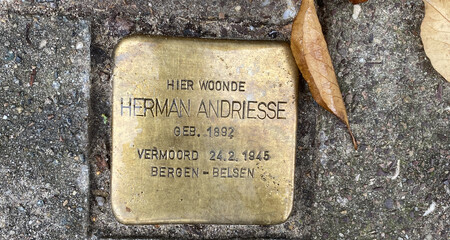 HIER WOONDE
HERMAN ANDRIESSE
GEB. 1892
VERMOORD 24.2.1945
BERGEN-BELSEN